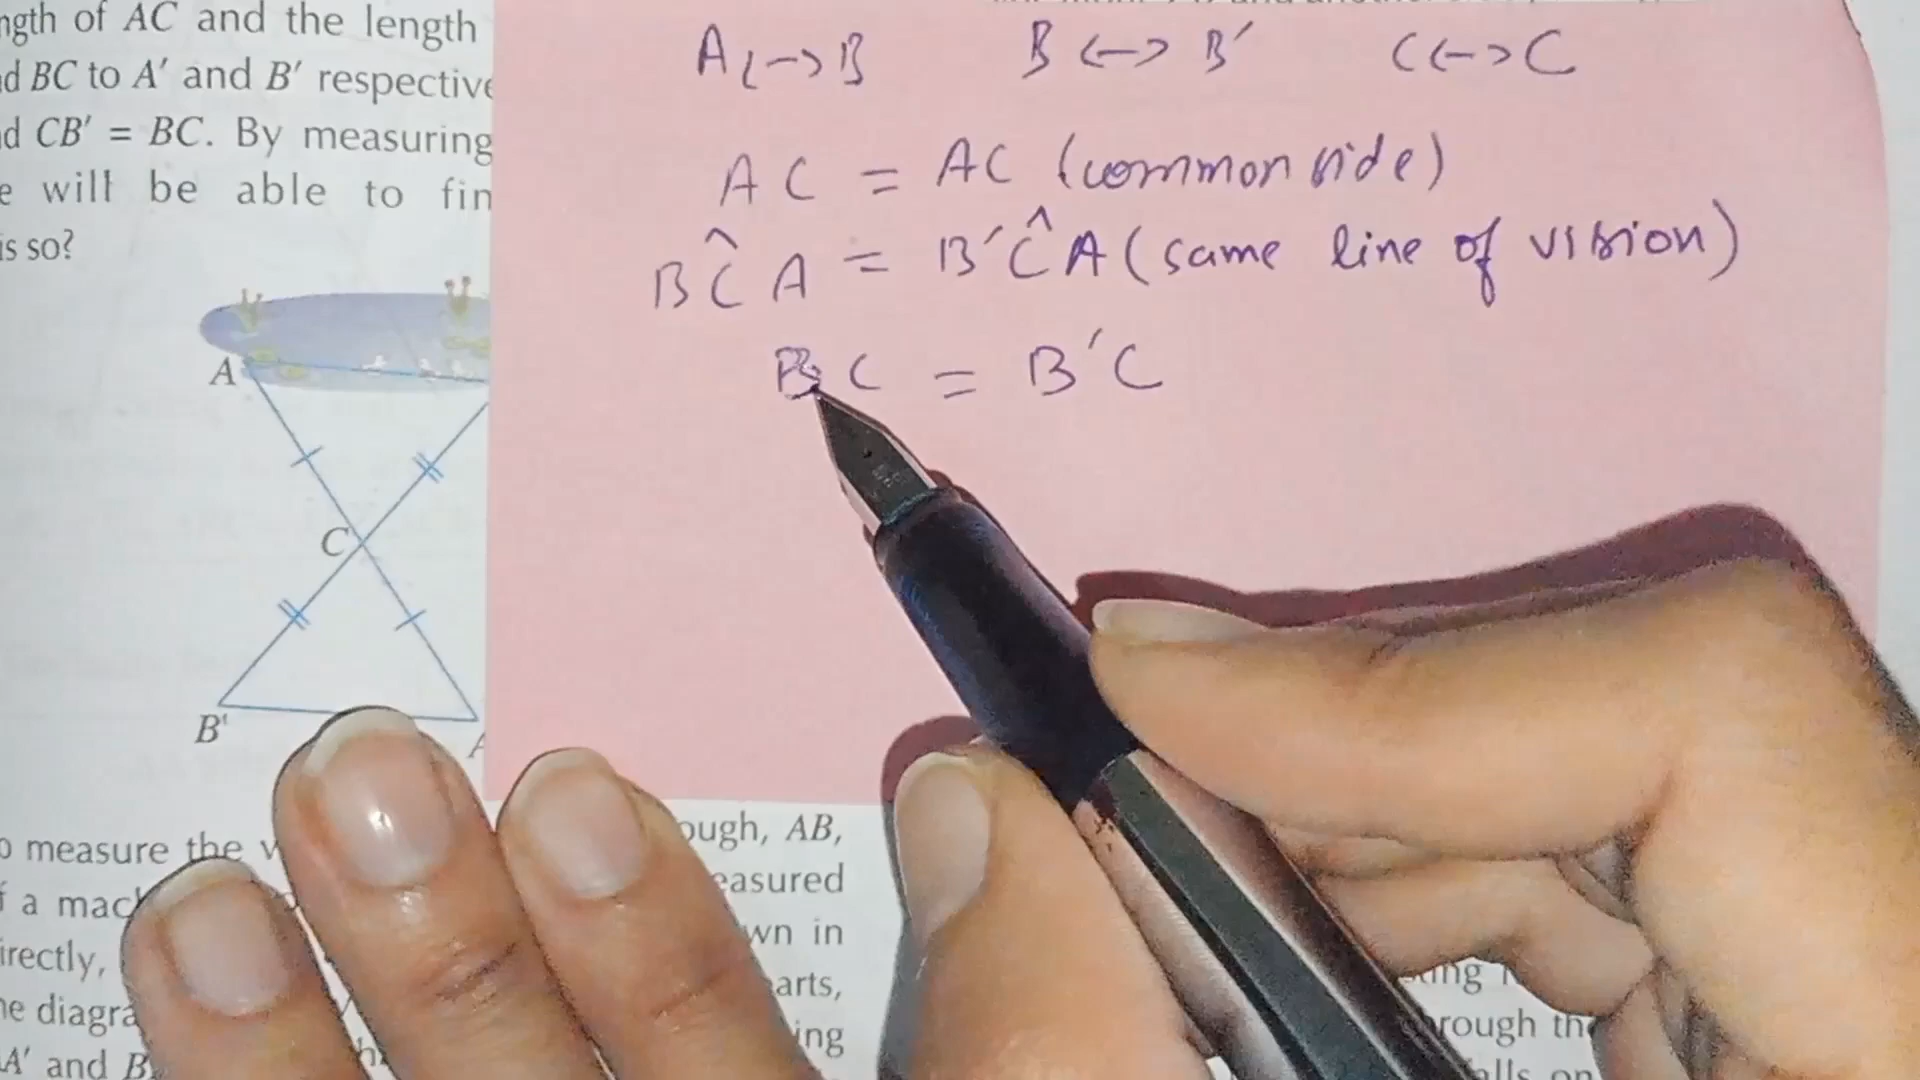 ngth of AC and the length
d BC to A′ and B′ respective
d CB′ = BC. By measuring
e will be able to fin
is so?
A <-> B B <-> B′ C <-> C
AC = AC (common side)
BĈA = B′ĈA (same line of vision)
BC = B′C
A
C
B'
measure the
ough, AB,
easured
f a mac
wn in
irectly,
arts,
e diagra
ing
A′ and B
rough th
alls on